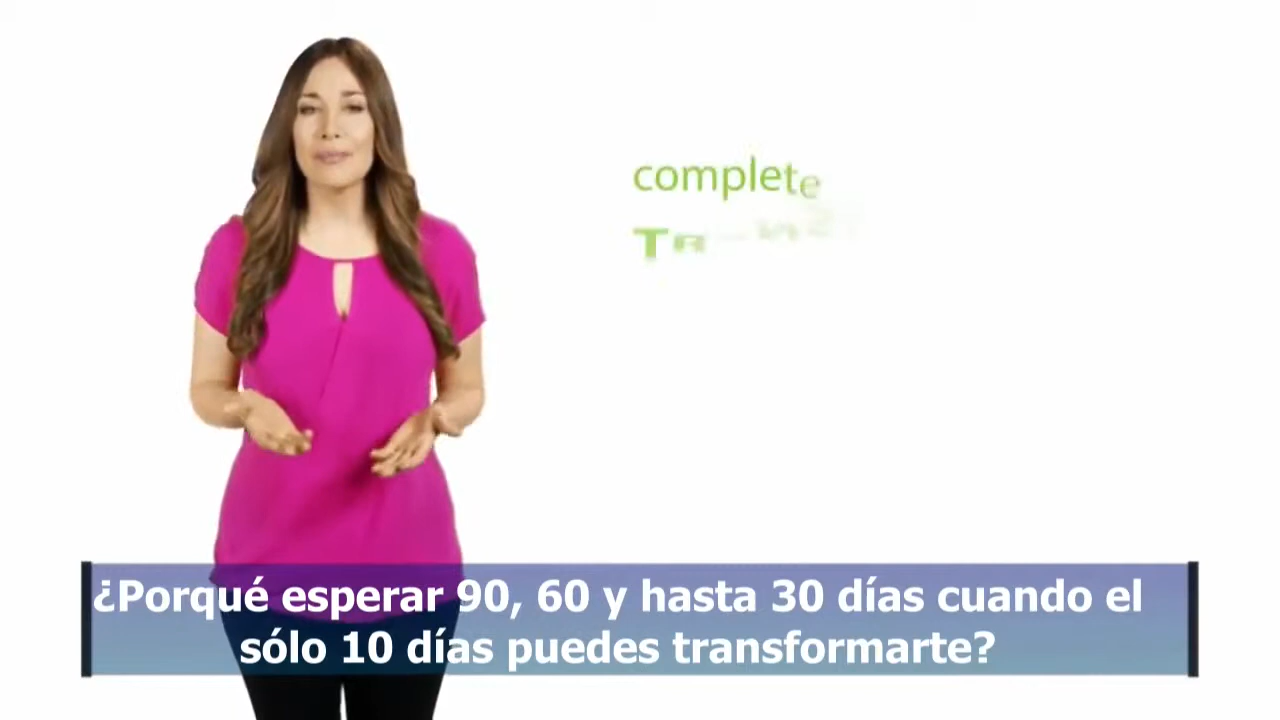 complete
¿Porqué esperar 90, 60 y hasta 30 días cuando el
sólo 10 días puedes transformarte?